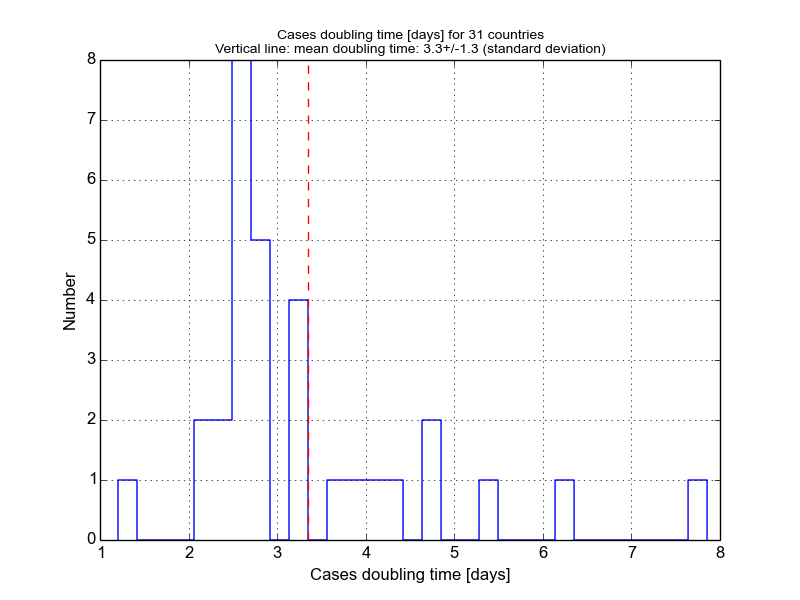 Cases doubling time [days] for 31 countries
Vertical line: mean doubling time: 3.3+/-1.3 (standard deviation)
8
7
6
5
4
3
2
1
0
Number
1 2 3 4 5 6 7 8
Cases doubling time [days]